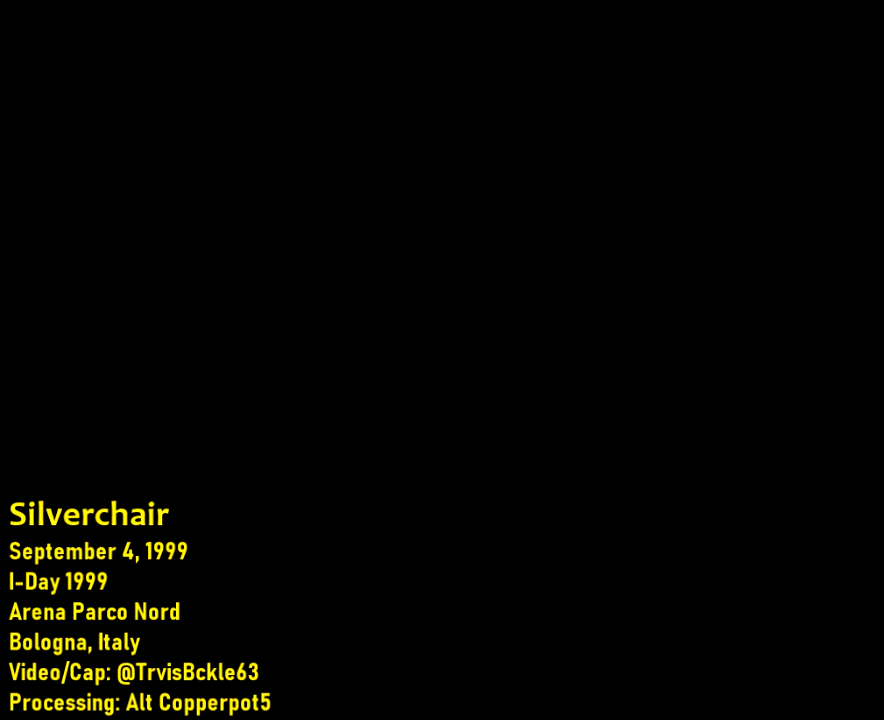 Silverchair
September 4, 1999
I-Day 1999
Arena Parco Nord
Bologna, Italy
Video/Cap: @TrvisBckle63
Processing: Alt Copperpot5